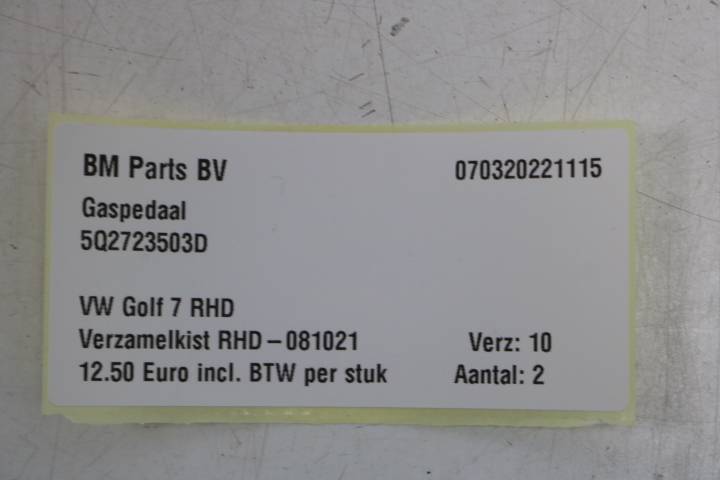 BM Parts BV 070320221115
Gaspedaal
5Q2723503D
VW Golf 7 RHD
Verzamelkist RHD – 081021 Verz: 10
12.50 Euro incl. BTW per stuk Aantal: 2